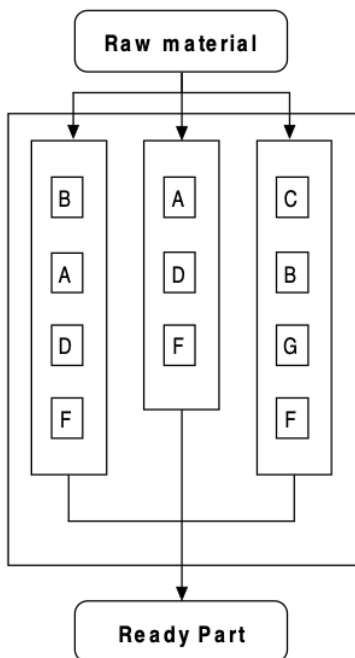 Raw material
B A C
A D B
D F G
F F
Ready Part